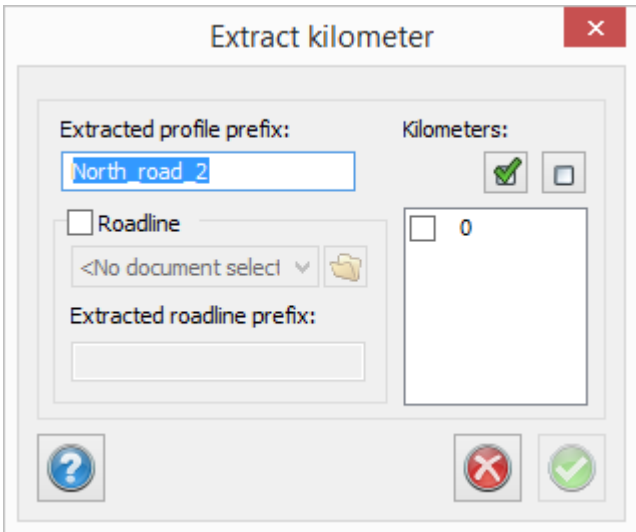 Extract kilometer
Extracted profile prefix:
North_road_2
Kilometers:
Roadline
<No document select
Extracted roadline prefix:
0